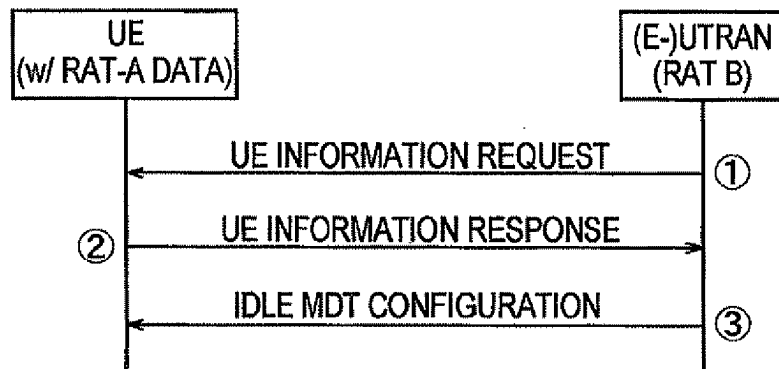 UE
(w/ RAT-A DATA)
(E-)UTRAN
(RAT B)
UE INFORMATION REQUEST
①
②
UE INFORMATION RESPONSE
IDLE MDT CONFIGURATION
③